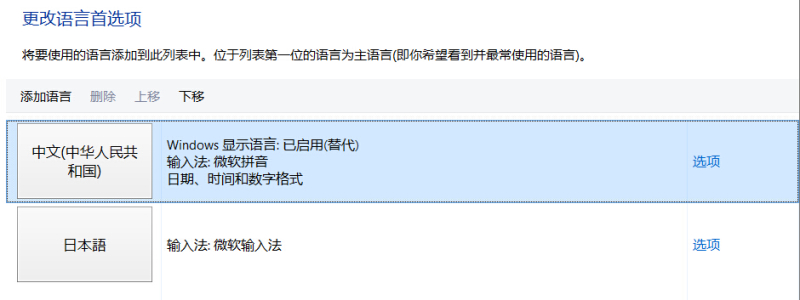 更改语言首选项
将要使用的语言添加到此列表中。位于列表第一位的语言为主语言(即你希望看到并最常使用的语言)。
添加语言 删除 上移 下移
中文(中华人民共
和国)
Windows 显示语言: 已启用(替代)
输入法: 微软拼音
日期、时间和数字格式
选项
日本語
输入法: 微软输入法
选项